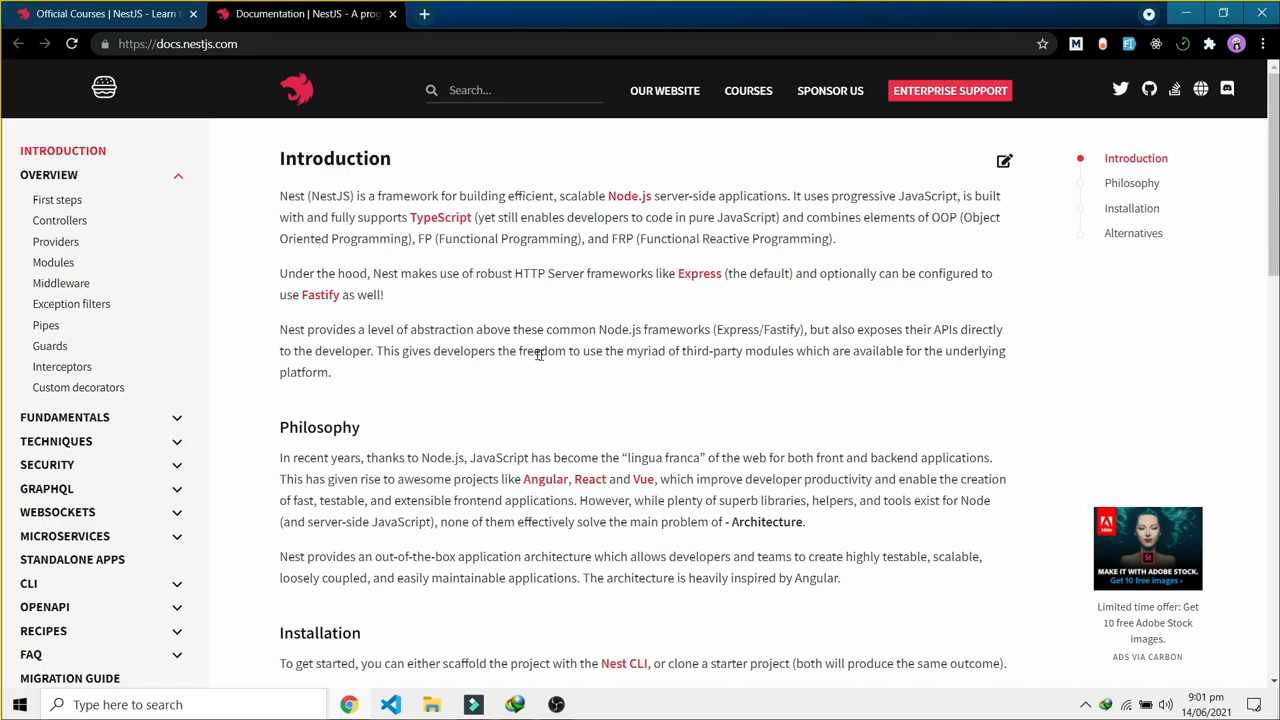 Official Courses | NestJS - Learn
Documentation | NestJS - A prog
https://docs.nestjs.com
Search...
OUR WEBSITE
COURSES
SPONSOR US
ENTERPRISE SUPPORT
INTRODUCTION
OVERVIEW
First steps
Controllers
Providers
Modules
Middleware
Exception filters
Pipes
Guards
Interceptors
Custom decorators
FUNDAMENTALS
TECHNIQUES
SECURITY
GRAPHQL
WEBSOCKETS
MICROSERVICES
STANDALONE APPS
CLI
OPENAPI
RECIPES
FAQ
MIGRATION GUIDE
Introduction
Nest (NestJS) is a framework for building efficient, scalable Node.js server-side applications. It uses progressive JavaScript, is built
with and fully supports TypeScript (yet still enables developers to code in pure JavaScript) and combines elements of OOP (Object
Oriented Programming), FP (Functional Programming), and FRP (Functional Reactive Programming).
Under the hood, Nest makes use of robust HTTP Server frameworks like Express (the default) and optionally can be configured to
use Fastify as well!
Nest provides a level of abstraction above these common Node.js frameworks (Express/Fastify), but also exposes their APIs directly
to the developer. This gives developers the freedom to use the myriad of third-party modules which are available for the underlying
platform.
Philosophy
In recent years, thanks to Node.js, JavaScript has become the “lingua franca” of the web for both front and backend applications.
This has given rise to awesome projects like Angular, React and Vue, which improve developer productivity and enable the creation
of fast, testable, and extensible frontend applications. However, while plenty of superb libraries, helpers, and tools exist for Node
(and server-side JavaScript), none of them effectively solve the main problem of - Architecture.
Nest provides an out-of-the-box application architecture which allows developers and teams to create highly testable, scalable,
loosely coupled, and easily maintainable applications. The architecture is heavily inspired by Angular.
Installation
To get started, you can either scaffold the project with the Nest CLI, or clone a starter project (both will produce the same outcome).
Introduction
Philosophy
Installation
Alternatives
MAKE IT WITH ADOBE STOCK.
Get 10 free images ›
Limited time offer: Get
10 free Adobe Stock
images.
ADS VIA CARBON
Type here to search
9:01 pm
14/06/2021